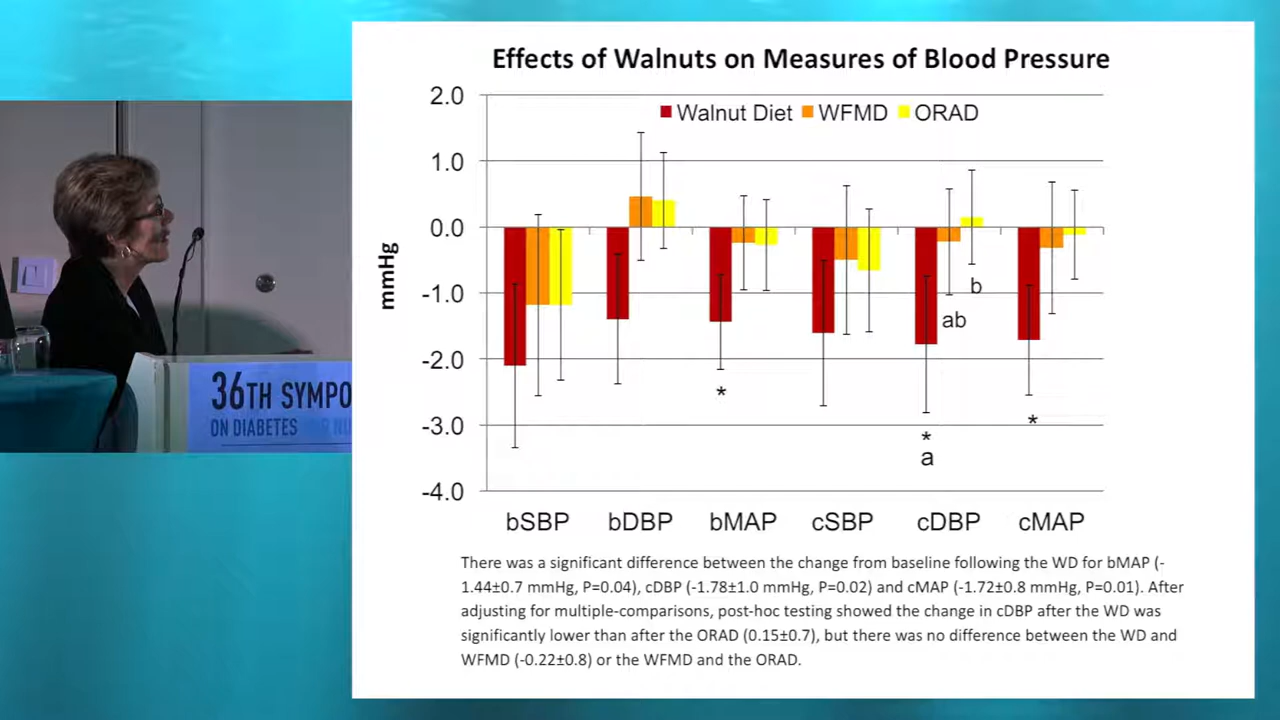 Effects of Walnuts on Measures of Blood Pressure
2.0
1.0
0.0
-1.0
-2.0
-3.0
-4.0
mmHg
Walnut Diet WFMD ORAD
b
ab
*
*
*
a
bSBP bDBP bMAP cSBP cDBP cMAP
There was a significant difference between the change from baseline following the WD for bMAP (-
1.44±0.7 mmHg, P=0.04), cDBP (-1.78±1.0 mmHg, P=0.02) and cMAP (-1.72±0.8 mmHg, P=0.01). After
adjusting for multiple-comparisons, post-hoc testing showed the change in cDBP after the WD was
significantly lower than after the ORAD (0.15±0.7), but there was no difference between the WD and
WFMD (-0.22±0.8) or the WFMD and the ORAD.
36TH SYMPO
ON DIABETES